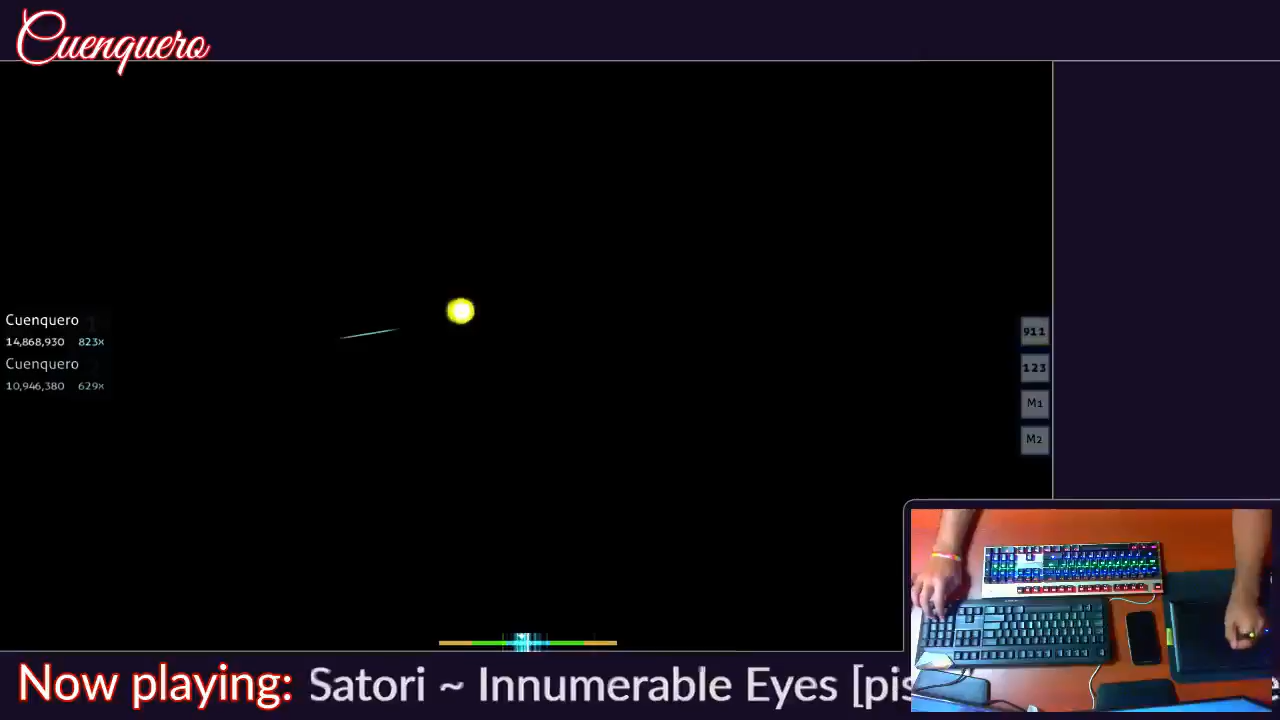 Cuenquero
Cuenquero
14,868,930 823x
Cuenquero
10,946,380 629x
911
123
M1
M2
Now playing: Satori ~ Innumerable Eyes [pis